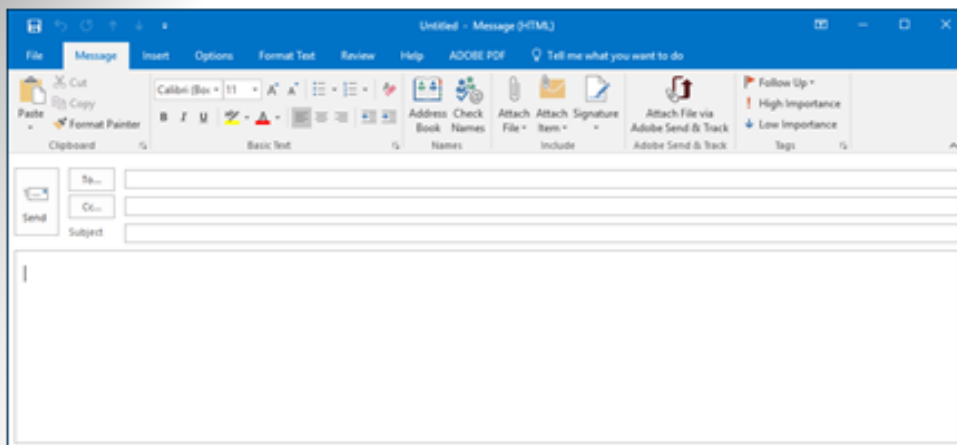 Untitled - Message (HTML)
File Message Insert Options Format Text Review Help ADOBE PDF Tell me what you want to do
Cut
Copy
Format Painter
Paste
Clipboard
Calibri (Boc 11
B I U
Basic Text
Address Book
Check Names
Names
Attach File
Attach Item
Signature
Include
Attach File via
Adobe Send & Track
Adobe Send & Track
Follow Up
High Importance
Low Importance
Tags
Send
To...
Cc...
Subject